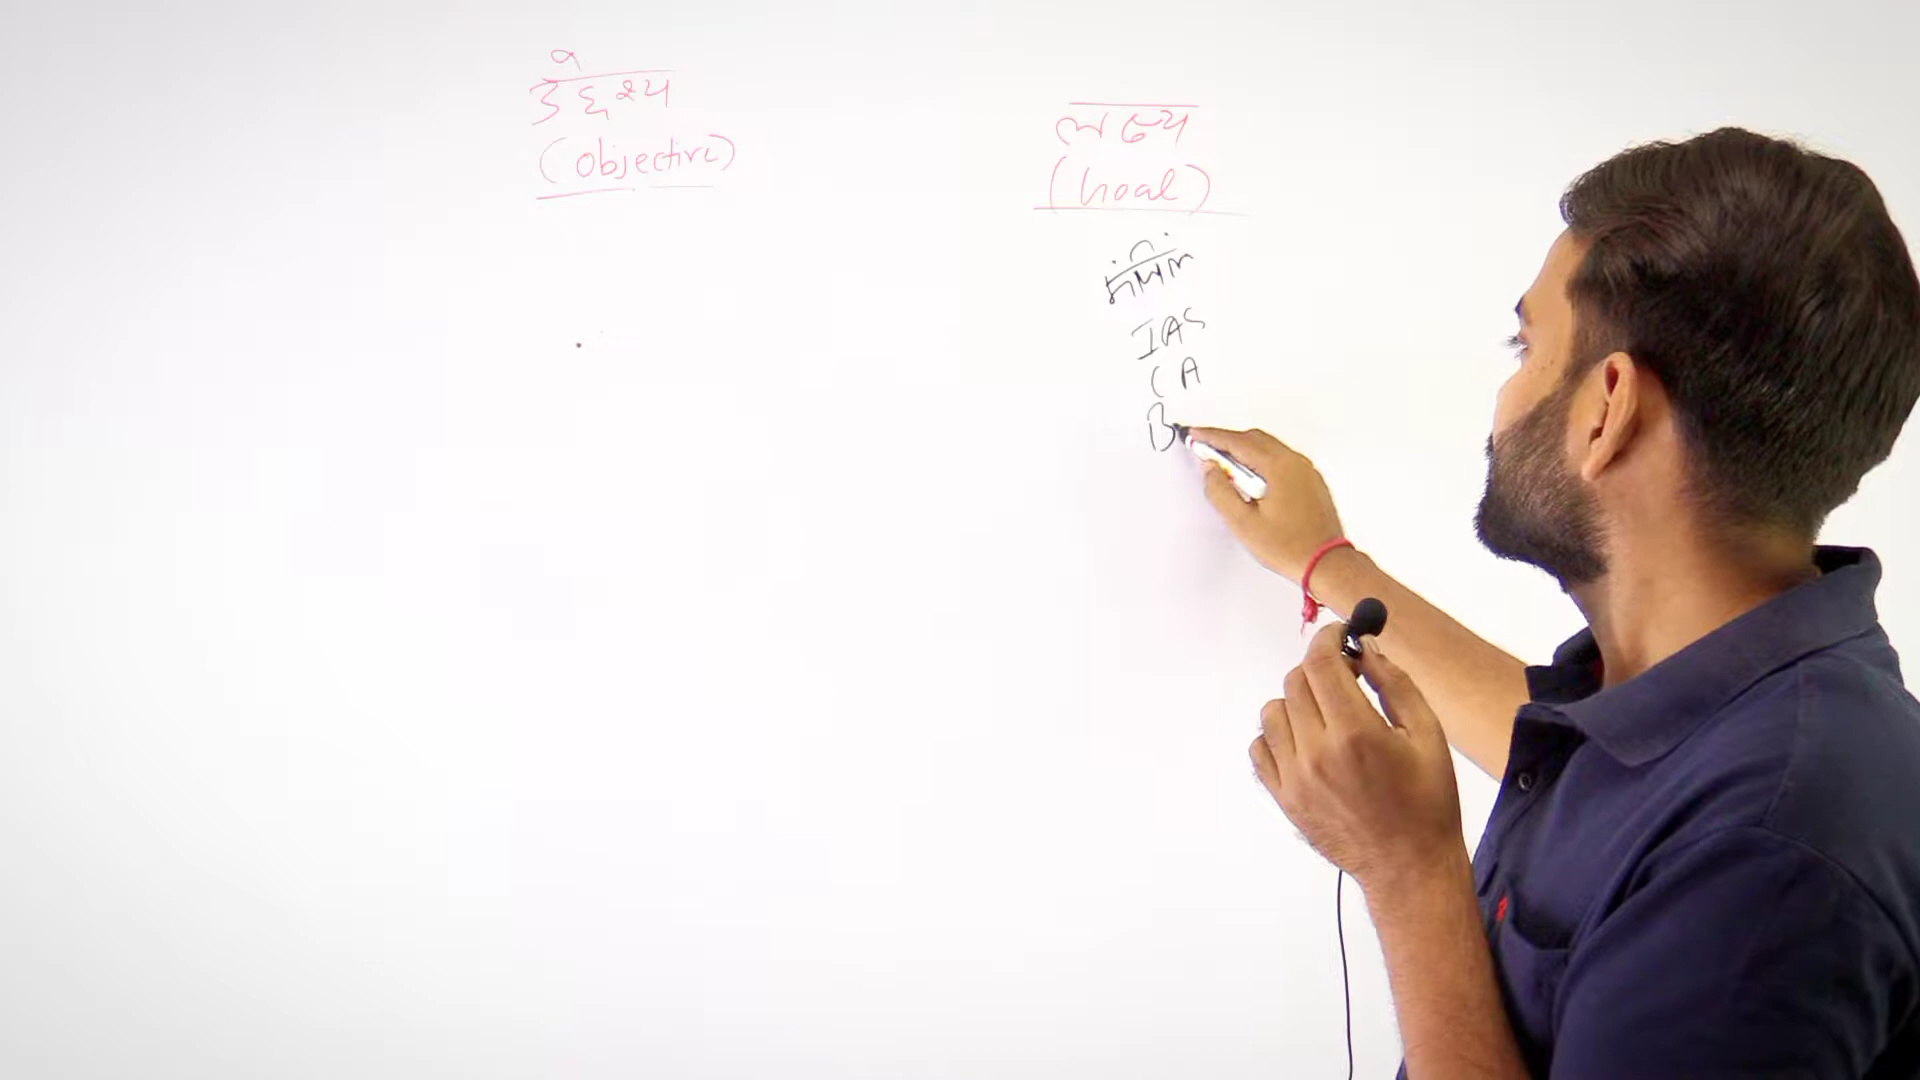 उद्देश्य
(objective)
लक्ष्य
(Goal)
मंजिल
IAS
CA
B